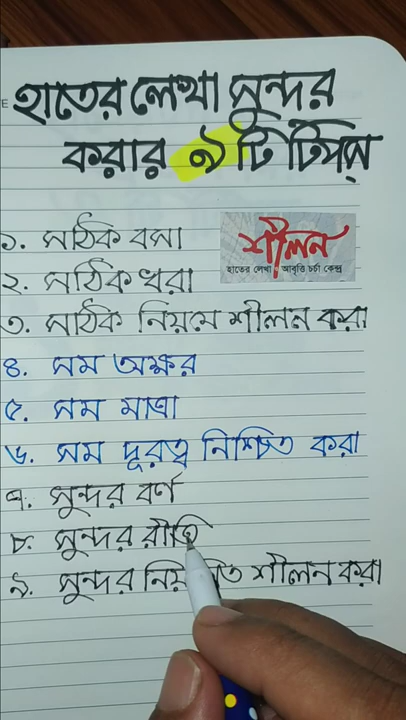 হাতের লেখা সুন্দর
করার ৯ টি টিপস্
শীলন
হাতের লেখা ও আবৃত্তি চর্চা কেন্দ্র
১. সঠিক বসা
২. সঠিক ধরা
৩. সঠিক নিয়মে শীলন করা
৪. সম অক্ষর
৫. সম মাত্রা
৬. সম দূরত্ব নিশ্চিত করা
৭. সুন্দর বর্ণ
৮. সুন্দর রীতি
৯. সুন্দর নিয়মিত শীলন করা